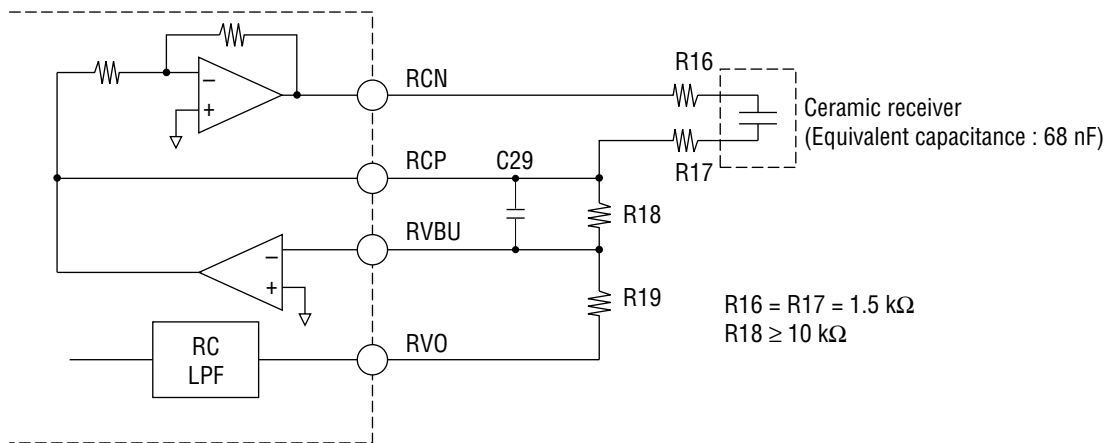 RCN
R16
Ceramic receiver
(Equivalent capacitance : 68 nF)
−
+
RCP
C29
R17
R18
RVBU
−
+
R19
R16 = R17 = 1.5 kΩ
R18 ≥ 10 kΩ
RC
LPF
RVO